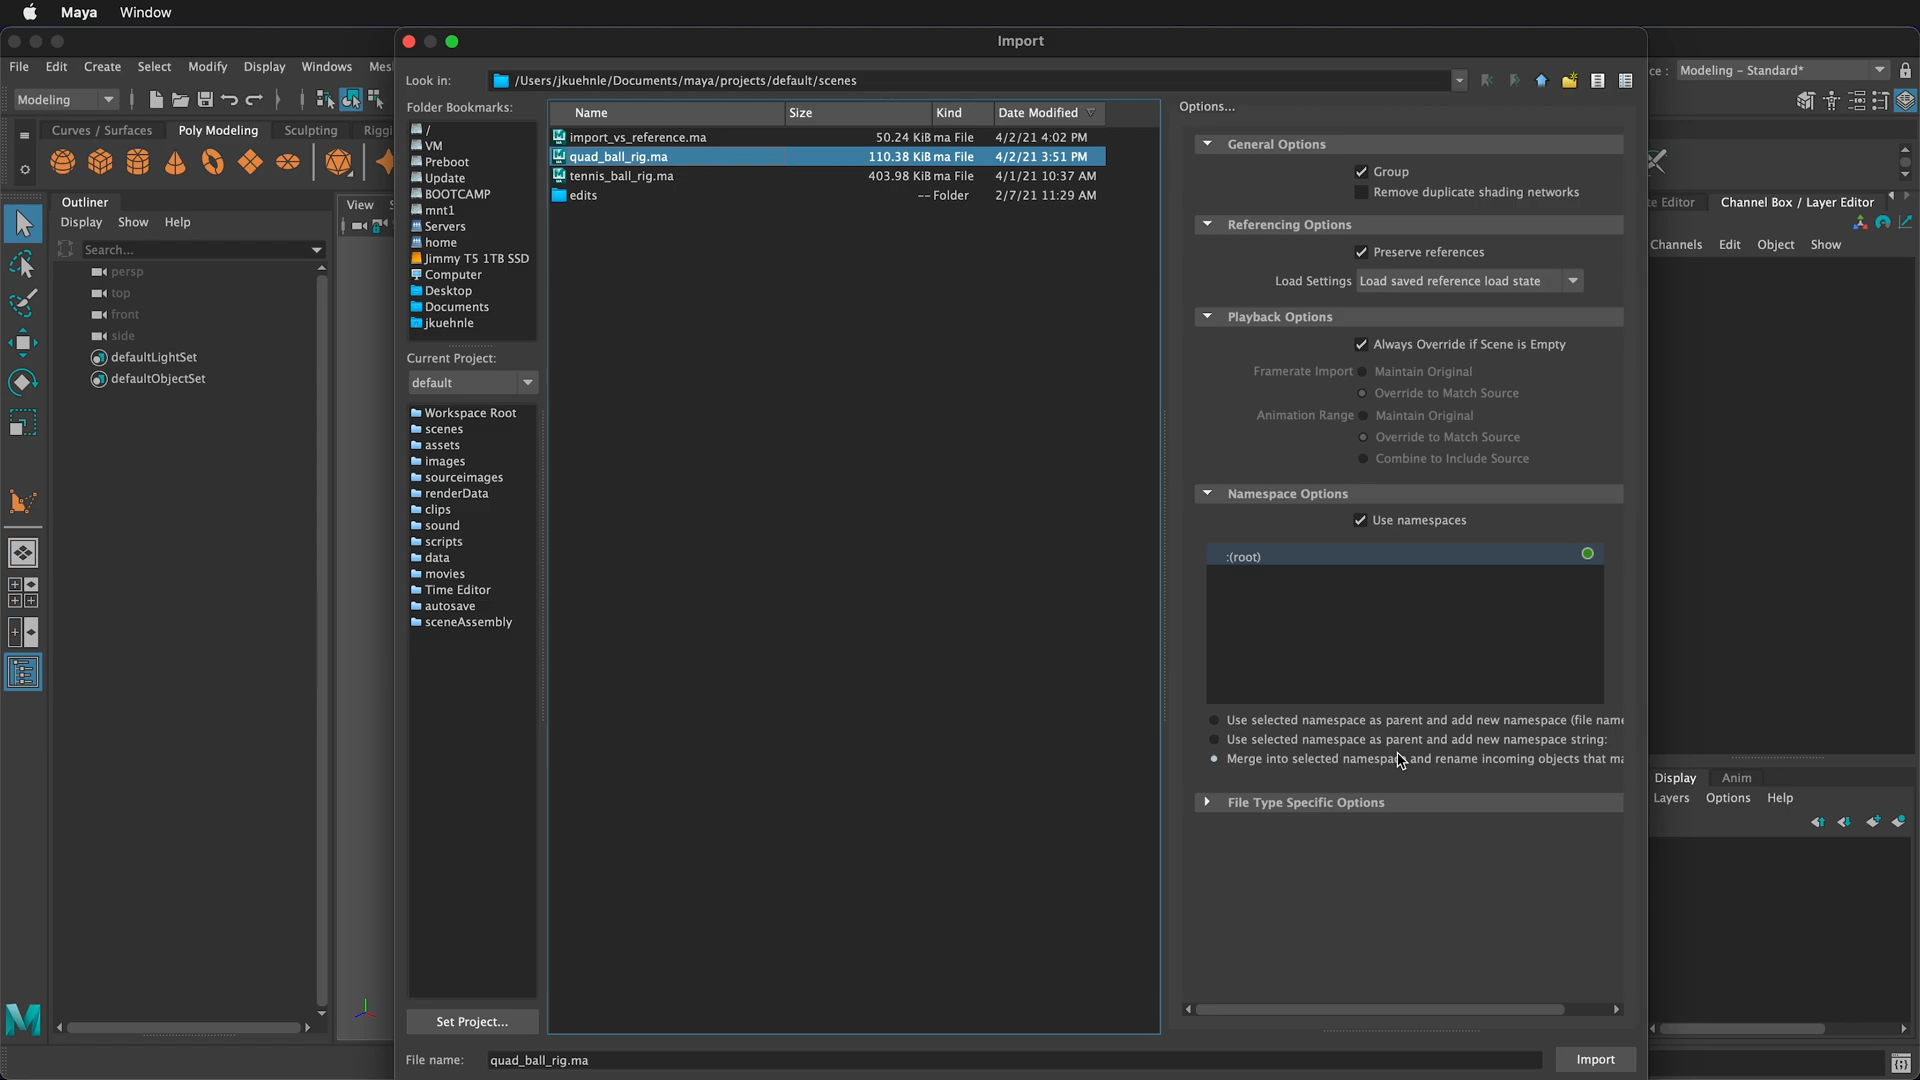 Maya Window
Import
File Edit Create Select Modify Display Windows Mes
Look in: /Users/jkuehnle/Documents/maya/projects/default/scenes
ce : Modeling - Standard*
Modeling
Folder Bookmarks:
Options...
Name Size Kind Date Modified
Curves / Surfaces Poly Modeling Sculpting Riggi
/
VM
Preboot
Update
BOOTCAMP
mnt1
Servers
home
Jimmy T5 1TB SSD
Computer
Desktop
Documents
jkuehnle
import_vs_reference.ma 50.24 KiB ma File 4/2/21 4:02 PM
quad_ball_rig.ma 110.38 KiB ma File 4/2/21 3:51 PM
tennis_ball_rig.ma 403.98 KiB ma File 4/1/21 10:37 AM
edits -- Folder 2/7/21 11:29 AM
General Options
Group
Remove duplicate shading networks
Referencing Options
Preserve references
Load Settings Load saved reference load state
Playback Options
Always Override if Scene is Empty
Framerate Import Maintain Original
Override to Match Source
Animation Range Maintain Original
Override to Match Source
Combine to Include Source
Namespace Options
Use namespaces
:(root)
Use selected namespace as parent and add new namespace (file name
Use selected namespace as parent and add new namespace string:
Merge into selected namespac and rename incoming objects that ma
File Type Specific Options
Outliner
Display Show Help
Search...
persp
top
front
side
defaultLightSet
defaultObjectSet
View S
Current Project:
default
Workspace Root
scenes
assets
images
sourceimages
renderData
clips
sound
scripts
data
movies
Time Editor
autosave
sceneAssembly
Set Project...
File name: quad_ball_rig.ma
Import
te Editor Channel Box / Layer Editor
Channels Edit Object Show
Display Anim
Layers Options Help